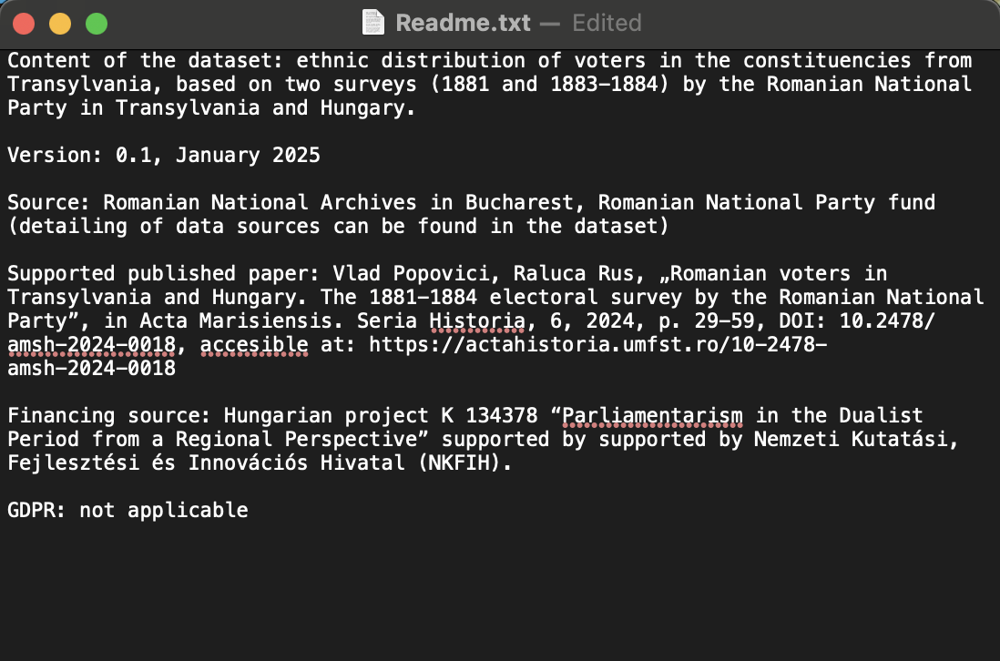 Readme.txt — Edited
Content of the dataset: ethnic distribution of voters in the constituencies from
Transylvania, based on two surveys (1881 and 1883-1884) by the Romanian National
Party in Transylvania and Hungary.
Version: 0.1, January 2025
Source: Romanian National Archives in Bucharest, Romanian National Party fund
(detailing of data sources can be found in the dataset)
Supported published paper: Vlad Popovici, Raluca Rus, „Romanian voters in
Transylvania and Hungary. The 1881-1884 electoral survey by the Romanian National
Party”, in Acta Marisiensis. Seria Historia, 6, 2024, p. 29-59, DOI: 10.2478/
amsh-2024-0018, accesible at: https://actahistoria.umfst.ro/10-2478-
amsh-2024-0018
Financing source: Hungarian project K 134378 “Parliamentarism in the Dualist
Period from a Regional Perspective” supported by supported by Nemzeti Kutatási,
Fejlesztési és Innovációs Hivatal (NKFIH).
GDPR: not applicable